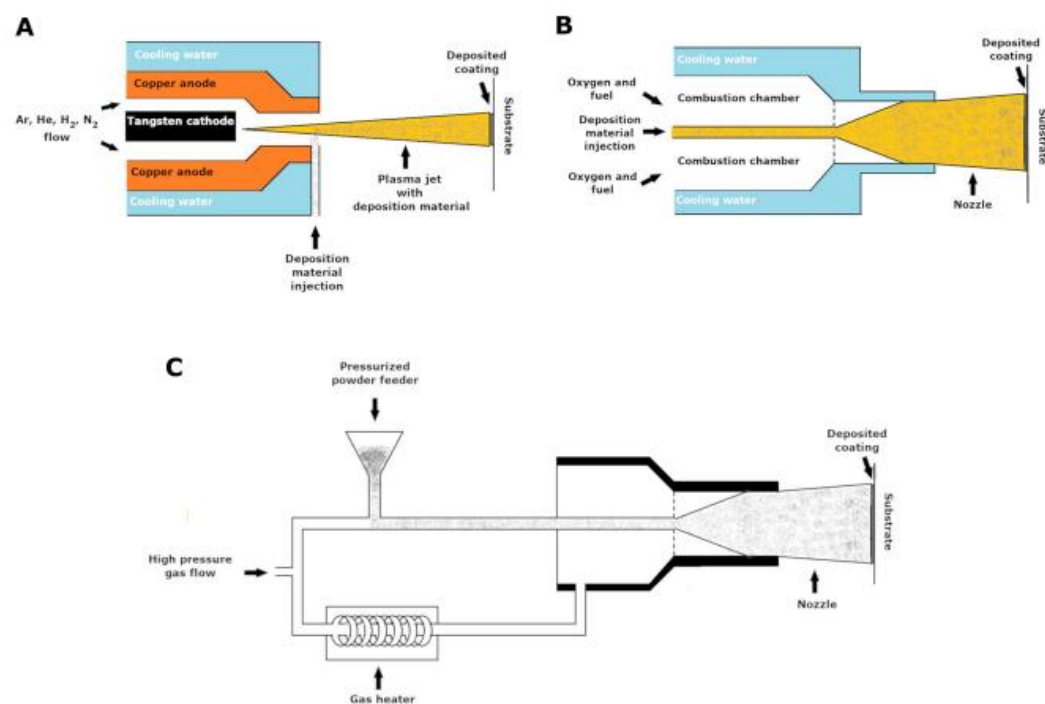 A
Cooling water
Copper anode
Ar, He, H₂, N₂
flow
Tangsten cathode
Copper anode
Cooling water
Deposited
coating
Substrate
Plasma jet
with
deposition material
Deposition
material
injection
B
Cooling water
Oxygen and
fuel
Combustion chamber
Deposition
material
injection
Combustion chamber
Oxygen and
fuel
Cooling water
Deposited
coating
Substrate
Nozzle
C
Pressurized
powder feeder
High pressure
gas flow
Gas heater
Deposited
coating
Substrate
Nozzle